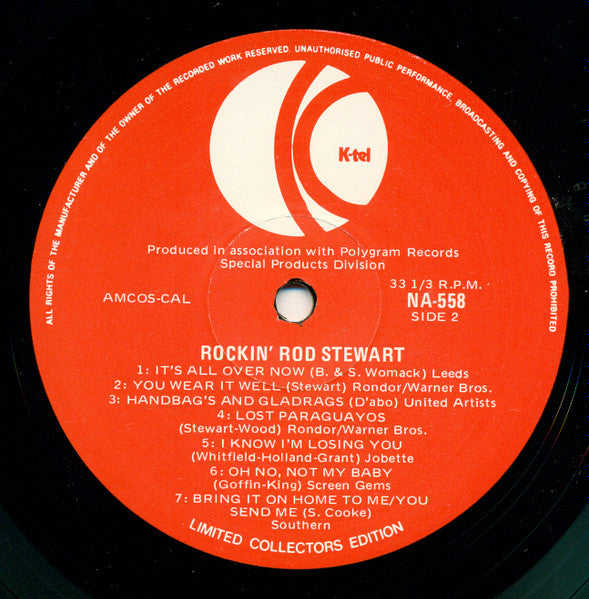 ALL RIGHTS OF THE MANUFACTURER AND OF THE OWNER OF THE RECORDED WORK RESERVED. UNAUTHORISED PUBLIC PERFORMANCE, BROADCASTING AND COPYING OF THIS RECORD PROHIBITED
K-tel
Produced in association with Polygram Records
Special Products Division
AMCOS-CAL
33 1/3 R.P.M.
NA-558
SIDE 2
ROCKIN' ROD STEWART
1: IT'S ALL OVER NOW (B. & S. Womack) Leeds
2: YOU WEAR IT WELL (Stewart) Rondor/Warner Bros.
3: HANDBAG'S AND GLADRAGS (D'abo) United Artists
4: LOST PARAGUAYOS
(Stewart-Wood) Rondor/Warner Bros.
5: I KNOW I'M LOSING YOU
(Whitfield-Holland-Grant) Jobette
6: OH NO, NOT MY BABY
(Goffin-King) Screen Gems
7: BRING IT ON HOME TO ME/YOU
SEND ME (S. Cooke)
Southern
LIMITED COLLECTORS EDITION